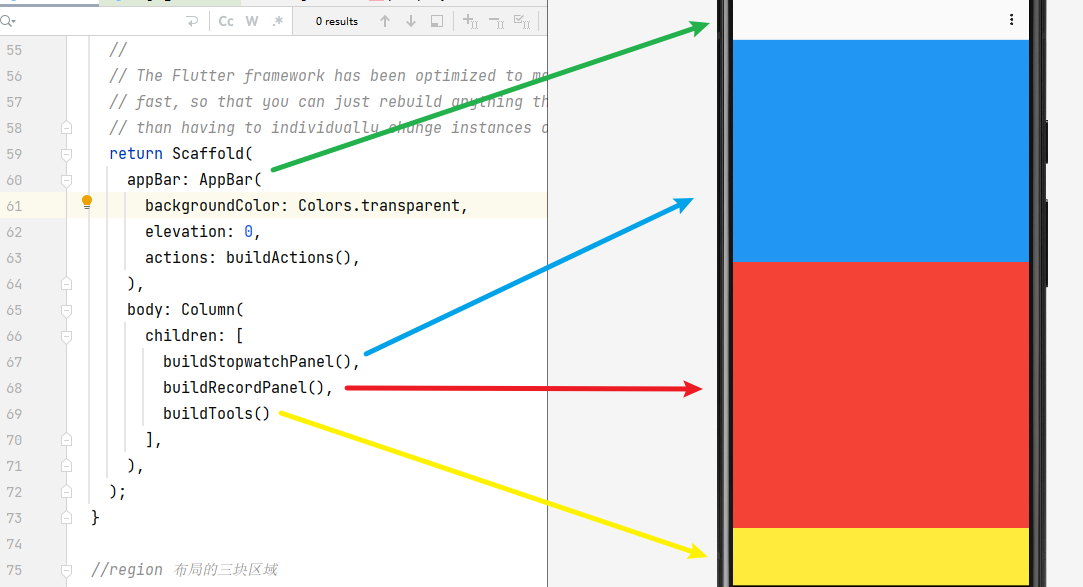 Cc W .* 0 results
55 //
56 // The Flutter framework has been optimized to me
57 // fast, so that you can just rebuild anything th
58 // than having to individually change instances o
59 return Scaffold(
60 appBar: AppBar(
61 backgroundColor: Colors.transparent,
62 elevation: 0,
63 actions: buildActions(),
64 ),
65 body: Column(
66 children: [
67 buildStopwatchPanel(),
68 buildRecordPanel(),
69 buildTools()
70 ],
71 ),
72 );
73 }
74
75 //region 布局的三块区域